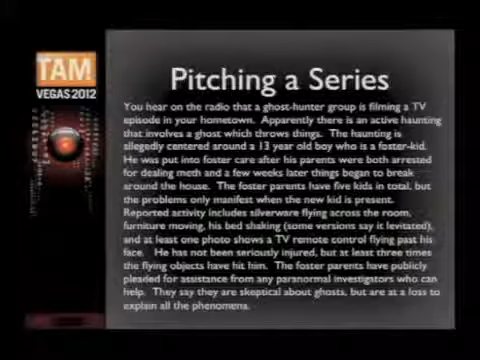 TAM!
VEGAS 2012
Pitching a Series
You hear on the radio that a ghost-hunter group is filming a TV
episode in your hometown. Apparently there is an active haunting
that involves a ghost which throws things. The haunting is
allegedly centered around a 13 year old boy who is a foster-kid.
He was put into foster care after his parents were both arrested
for dealing meth and a few weeks later things began to break
around the house. The foster parents have five kids in total, but
the problems only manifest when the new kid is present.
Reported activity includes silverware flying across the room,
furniture moving, his bed shaking (some versions say it levitated),
and at least one photo shows a TV remote control flying past his
face. He has not been seriously injured, but at least three times
the flying objects have hit him. The foster parents have publicly
pleaded for assistance from any paranormal investigators who can
help. They say they are skeptical about ghosts, but are at a loss to
explain all the phenomena.